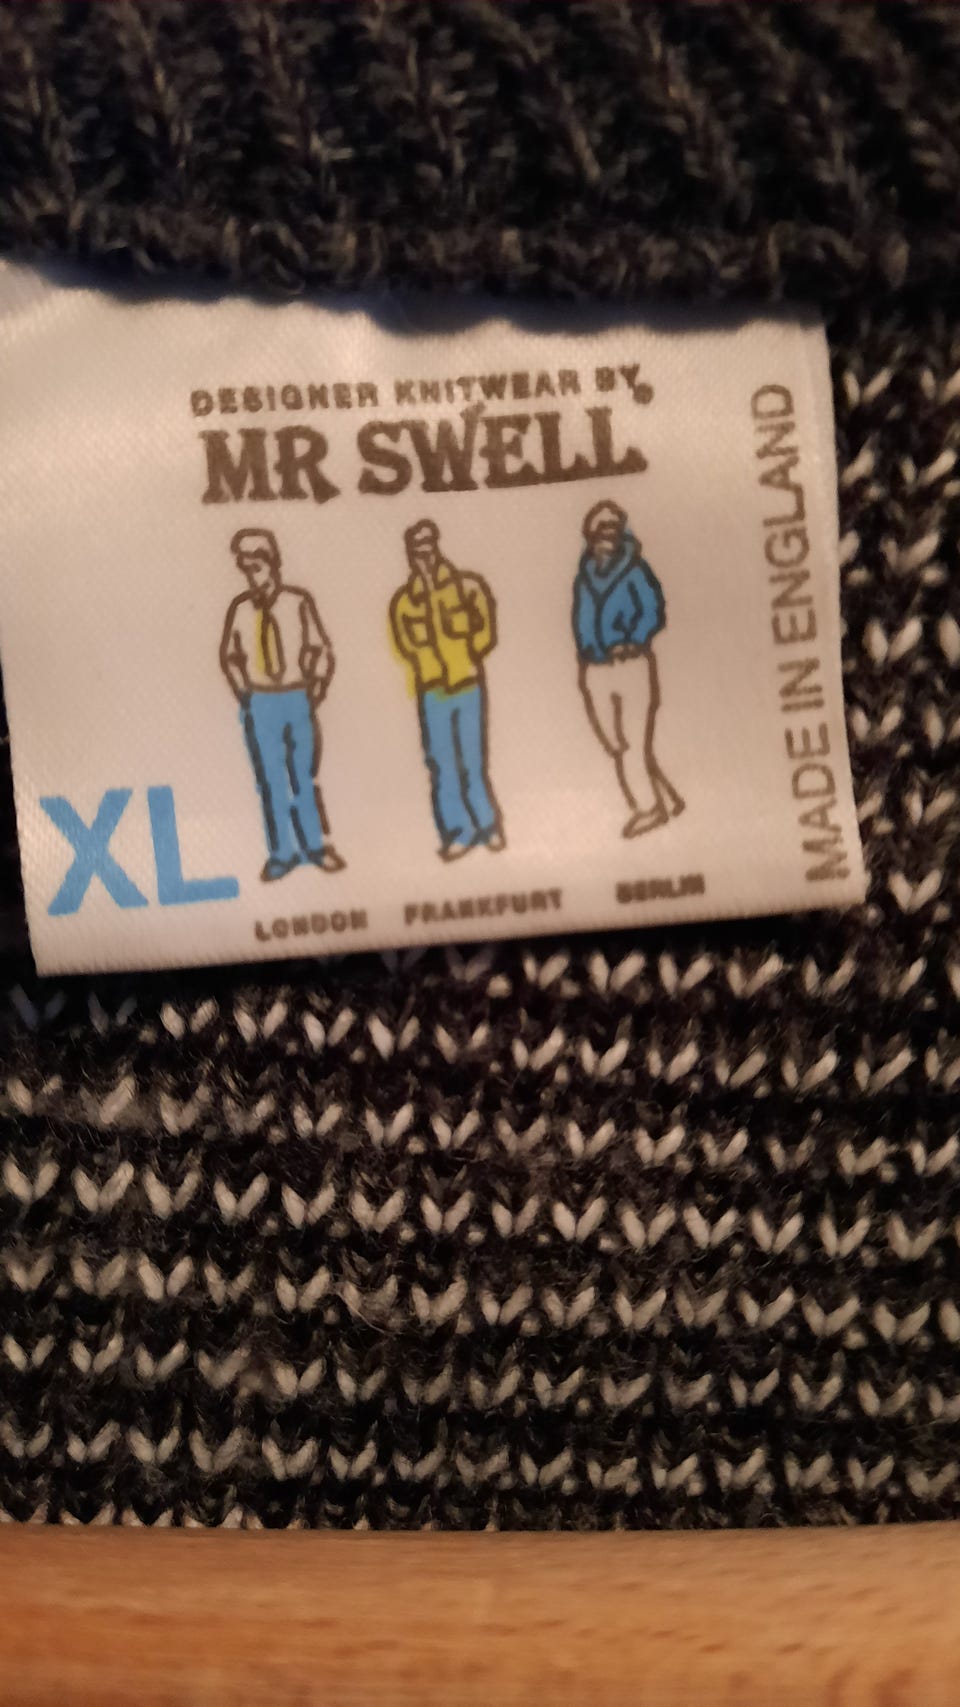 DESIGNER KNITWEAR BY
MR SWELL
XL
LONDON
FRANKFURT
BERLIN
MADE IN ENGLAND